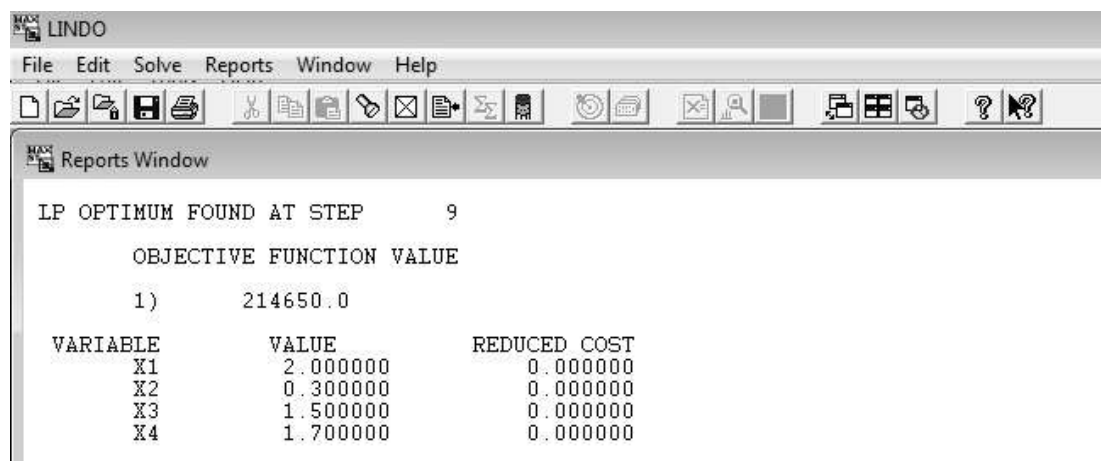 LINDO
File Edit Solve Reports Window Help
Reports Window
LP OPTIMUM FOUND AT STEP 9
OBJECTIVE FUNCTION VALUE
1) 214650.0
VARIABLE VALUE REDUCED COST
X1 2.000000 0.000000
X2 0.300000 0.000000
X3 1.500000 0.000000
X4 1.700000 0.000000